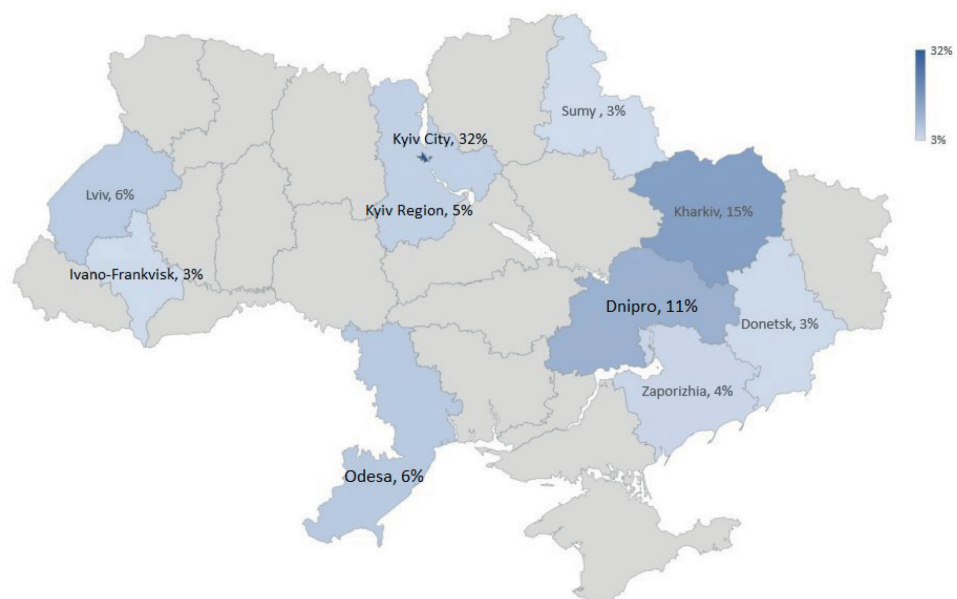 32%
3%
Sumy , 3%
Kyiv City, 32%
Lviv, 6%
Kyiv Region, 5%
Kharkiv, 15%
Ivano-Frankvisk, 3%
Dnipro, 11%
Donetsk, 3%
Zaporizhia, 4%
Odesa, 6%